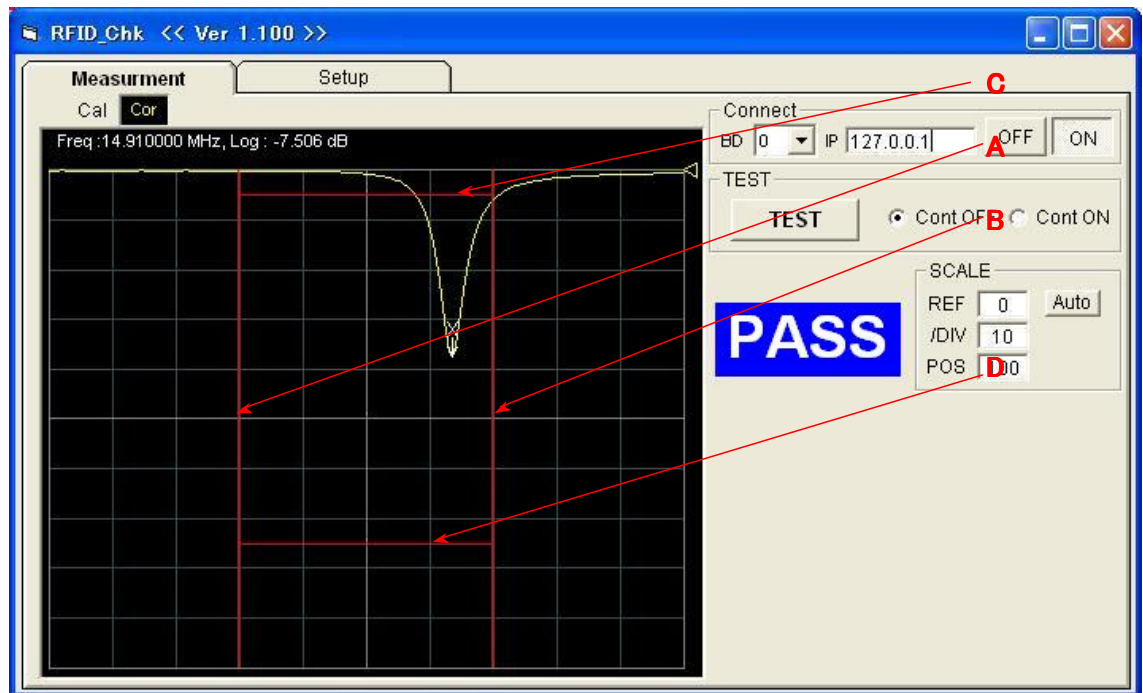 RFID_Chk << Ver 1.100 >>
Measurment
Setup
Cal Cor
Freq :14.910000 MHz, Log : -7.506 dB
C
Connect
BD 0 IP 127.0.0.1 OFF ON
A
TEST
TEST Cont OFF Cont ON
B
PASS
SCALE
REF 0 Auto
/DIV 10
POS 100
D